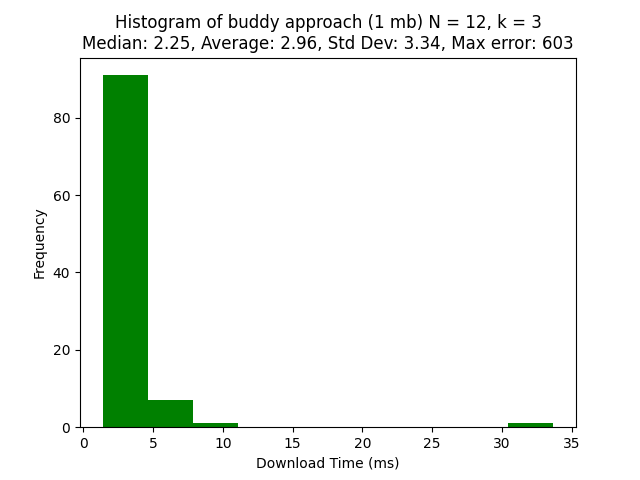 Histogram of buddy approach (1 mb) N = 12, k = 3
Median: 2.25, Average: 2.96, Std Dev: 3.34, Max error: 603
80
60
40
20
0
Frequency
0 5 10 15 20 25 30 35
Download Time (ms)